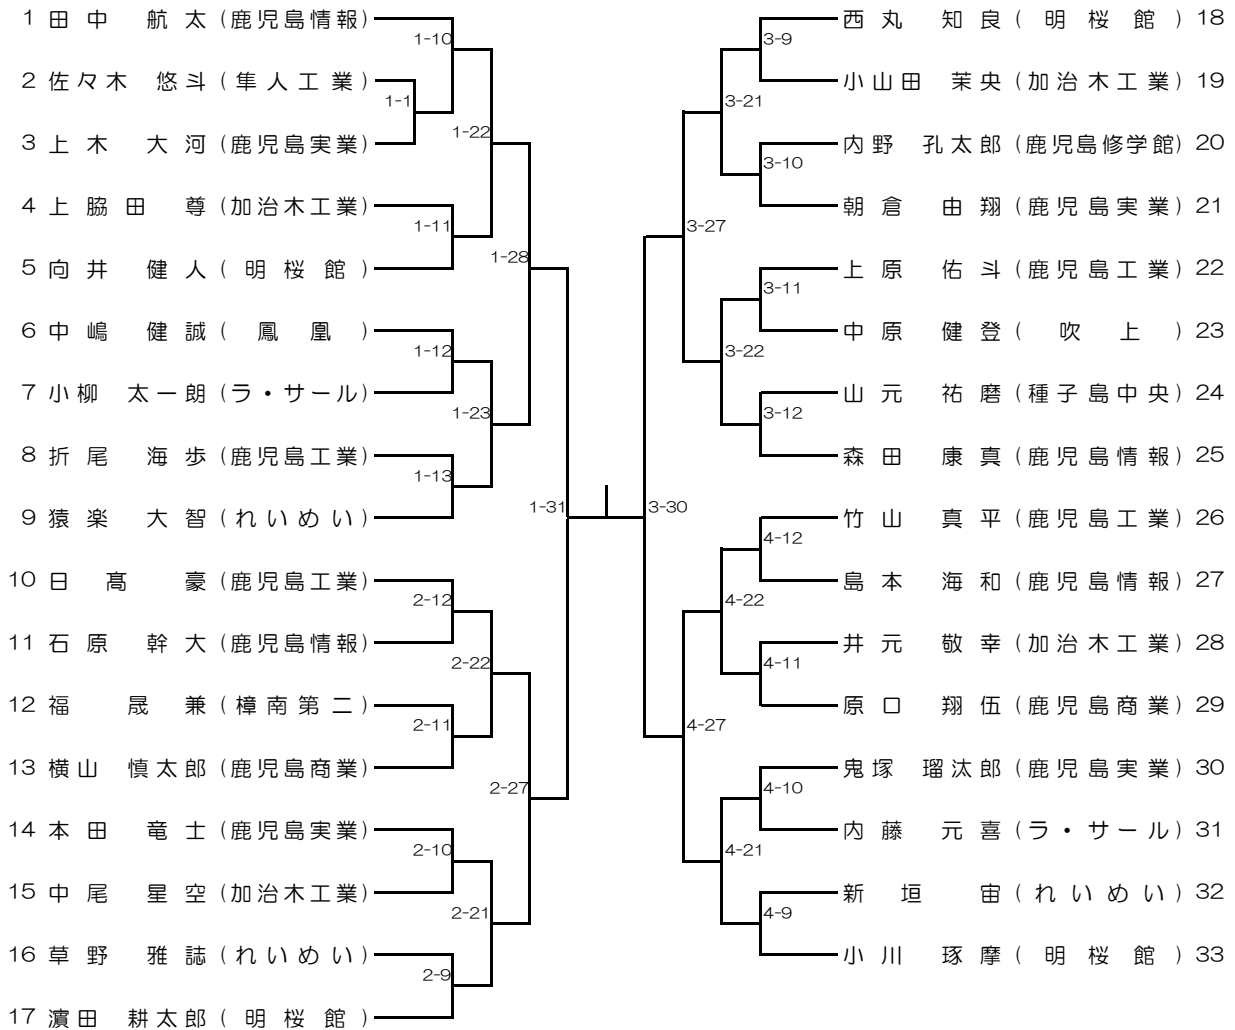 1 田中 航太 (鹿児島情報)
1-10
2 佐々木 悠斗 (隼人工業)
1-1
3 上木 大河 (鹿児島実業)
1-22
4 上脇田 尊 (加治木工業)
1-11
5 向井 健人 (明桜館)
1-28
6 中嶋 健誠 (鳳凰)
1-12
7 小柳 太一朗 (ラ・サール)
1-23
8 折尾 海歩 (鹿児島工業)
1-13
9 猿楽 大智 (れいめい)
1-31
10 日髙 豪 (鹿児島工業)
2-12
11 石原 幹大 (鹿児島情報)
2-22
12 福 晟兼 (樟南第二)
2-11
13 横山 慎太郎 (鹿児島商業)
2-27
14 本田 竜士 (鹿児島実業)
2-10
15 中尾 星空 (加治木工業)
2-21
16 草野 雅誌 (れいめい)
2-9
17 濵田 耕太郎 (明桜館)
西丸 知良 (明桜館) 18
3-9
小山田 茉央 (加治木工業) 19
3-21
内野 孔太郎 (鹿児島修学館) 20
3-10
朝倉 由翔 (鹿児島実業) 21
3-27
上原 佑斗 (鹿児島工業) 22
3-11
中原 健登 (吹上) 23
3-22
山元 祐磨 (種子島中央) 24
3-12
森田 康真 (鹿児島情報) 25
3-30
竹山 真平 (鹿児島工業) 26
4-12
島本 海和 (鹿児島情報) 27
4-22
井元 敬幸 (加治木工業) 28
4-11
原口 翔伍 (鹿児島商業) 29
4-27
鬼塚 瑠汰郎 (鹿児島実業) 30
4-10
内藤 元喜 (ラ・サール) 31
4-21
新垣 宙 (れいめい) 32
4-9
小川 琢摩 (明桜館) 33